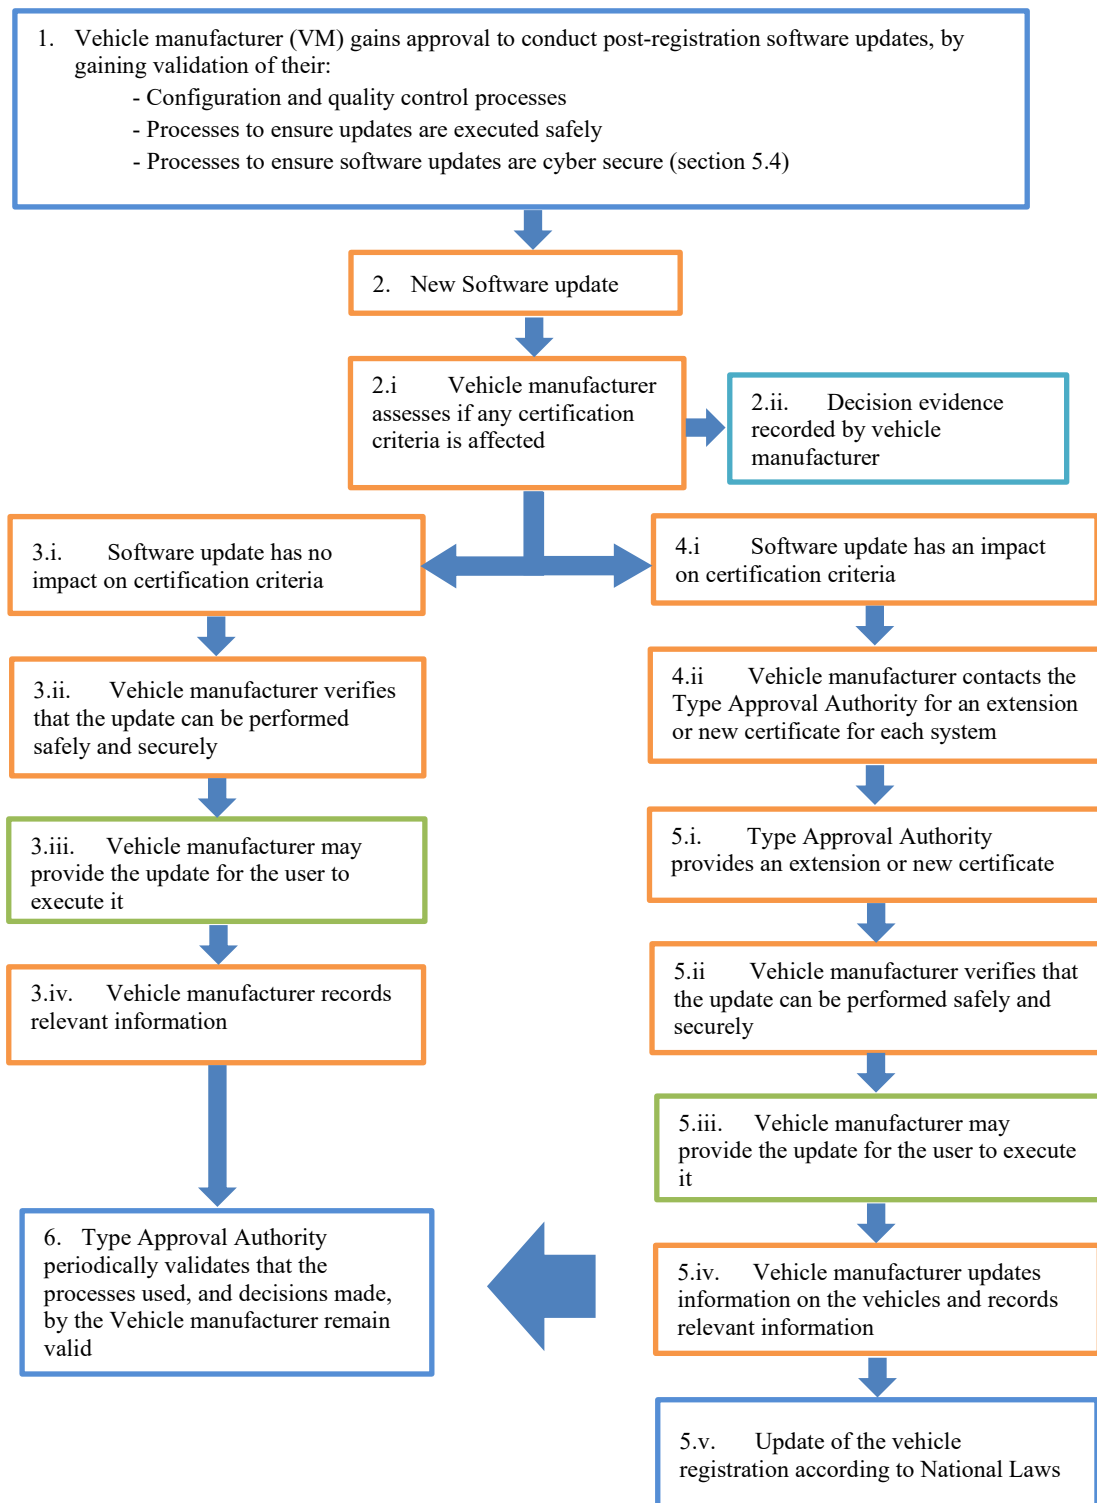 1. Vehicle manufacturer (VM) gains approval to conduct post-registration software updates, by
gaining validation of their:
- Configuration and quality control processes
- Processes to ensure updates are executed safely
- Processes to ensure software updates are cyber secure (section 5.4)
2. New Software update
2.i Vehicle manufacturer
assesses if any certification
criteria is affected
2.ii. Decision evidence
recorded by vehicle
manufacturer
3.i. Software update has no
impact on certification criteria
4.i Software update has an impact
on certification criteria
3.ii. Vehicle manufacturer verifies
that the update can be performed
safely and securely
4.ii Vehicle manufacturer contacts the
Type Approval Authority for an extension
or new certificate for each system
3.iii. Vehicle manufacturer may
provide the update for the user to
execute it
5.i. Type Approval Authority
provides an extension or new certificate
3.iv. Vehicle manufacturer records
relevant information
5.ii Vehicle manufacturer verifies that
the update can be performed safely and
securely
5.iii. Vehicle manufacturer may
provide the update for the user to execute
it
6. Type Approval Authority
periodically validates that the
processes used, and decisions made,
by the Vehicle manufacturer remain
valid
5.iv. Vehicle manufacturer updates
information on the vehicles and records
relevant information
5.v. Update of the vehicle
registration according to National Laws